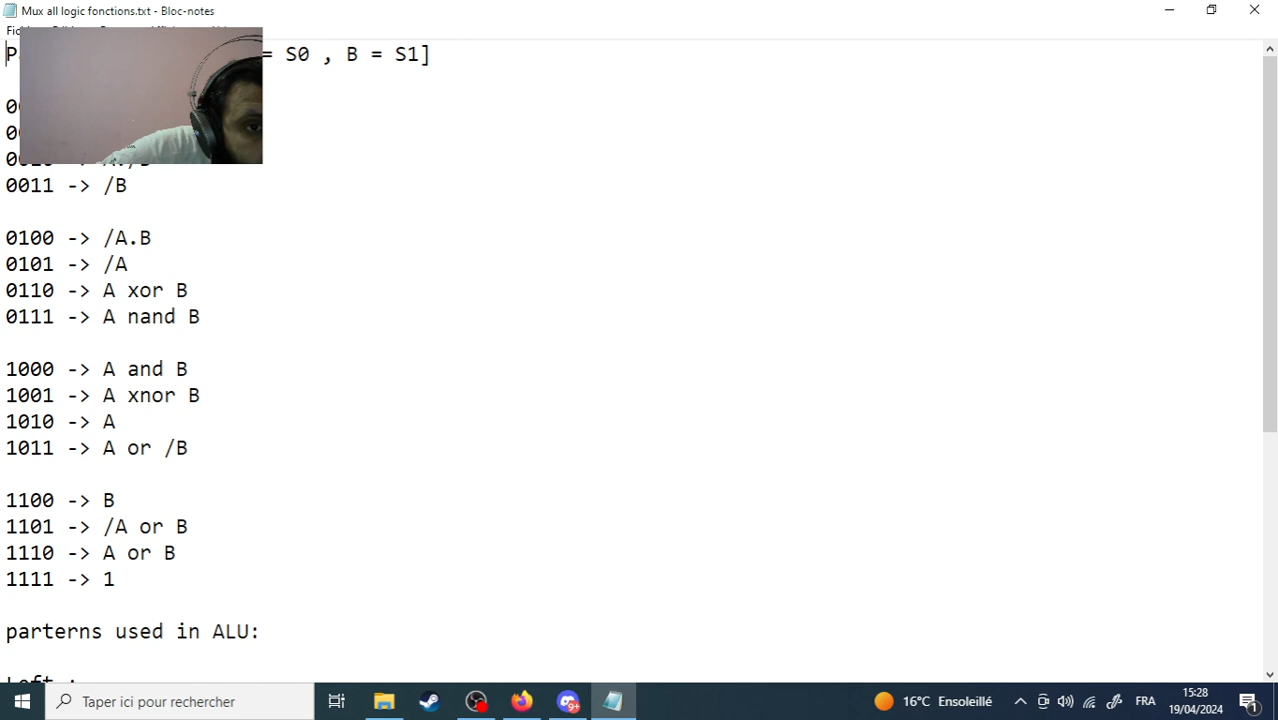 Mux all logic fonctions.txt - Bloc-notes
= S0 , B = S1]
0011 -> /B
0100 -> /A.B
0101 -> /A
0110 -> A xor B
0111 -> A nand B
1000 -> A and B
1001 -> A xnor B
1010 -> A
1011 -> A or /B
1100 -> B
1101 -> /A or B
1110 -> A or B
1111 -> 1
parterns used in ALU:
Taper ici pour rechercher
9+
16°C Ensoleillé
FRA
15:28
19/04/2024
1